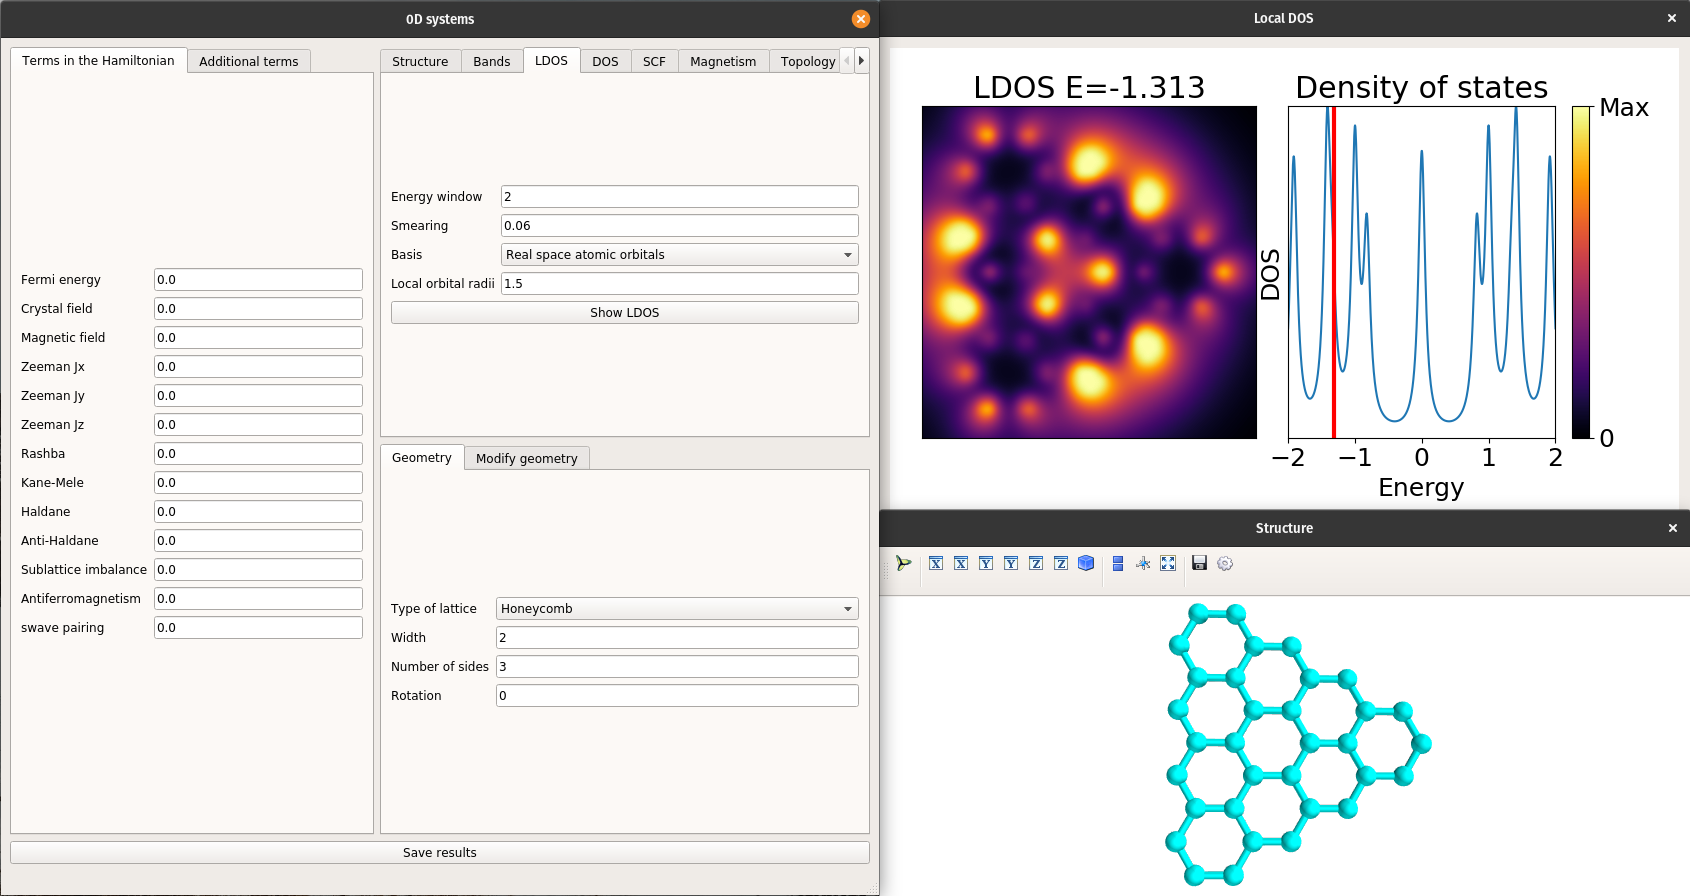 0D systems
Terms in the Hamiltonian
Additional terms
Fermi energy 0.0
Crystal field 0.0
Magnetic field 0.0
Zeeman Jx 0.0
Zeeman Jy 0.0
Zeeman Jz 0.0
Rashba 0.0
Kane-Mele 0.0
Haldane 0.0
Anti-Haldane 0.0
Sublattice imbalance 0.0
Antiferromagnetism 0.0
swave pairing 0.0
Structure Bands LDOS DOS SCF Magnetism Topology
Energy window 2
Smearing 0.06
Basis Real space atomic orbitals
Local orbital radii 1.5
Show LDOS
Geometry Modify geometry
Type of lattice Honeycomb
Width 2
Number of sides 3
Rotation 0
Save results
Local DOS
LDOS E=-1.313
Density of states
DOS
−2 −1 0 1 2
Energy
Max
0
Structure
X X Y Y Z Z